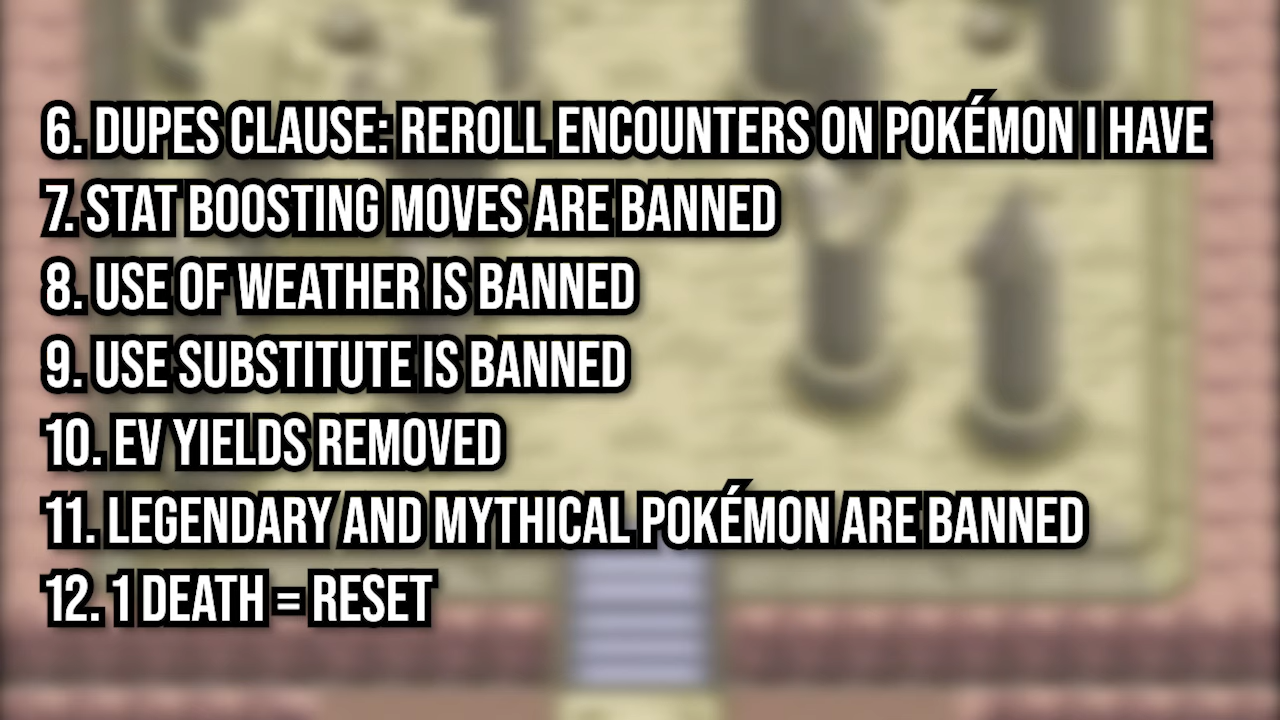 6. DUPES CLAUSE: REROLL ENCOUNTERS ON POKÉMON I HAVE
7. STAT BOOSTING MOVES ARE BANNED
8. USE OF WEATHER IS BANNED
9. USE SUBSTITUTE IS BANNED
10. EV YIELDS REMOVED
11. LEGENDARY AND MYTHICAL POKÉMON ARE BANNED
12. 1 DEATH = RESET